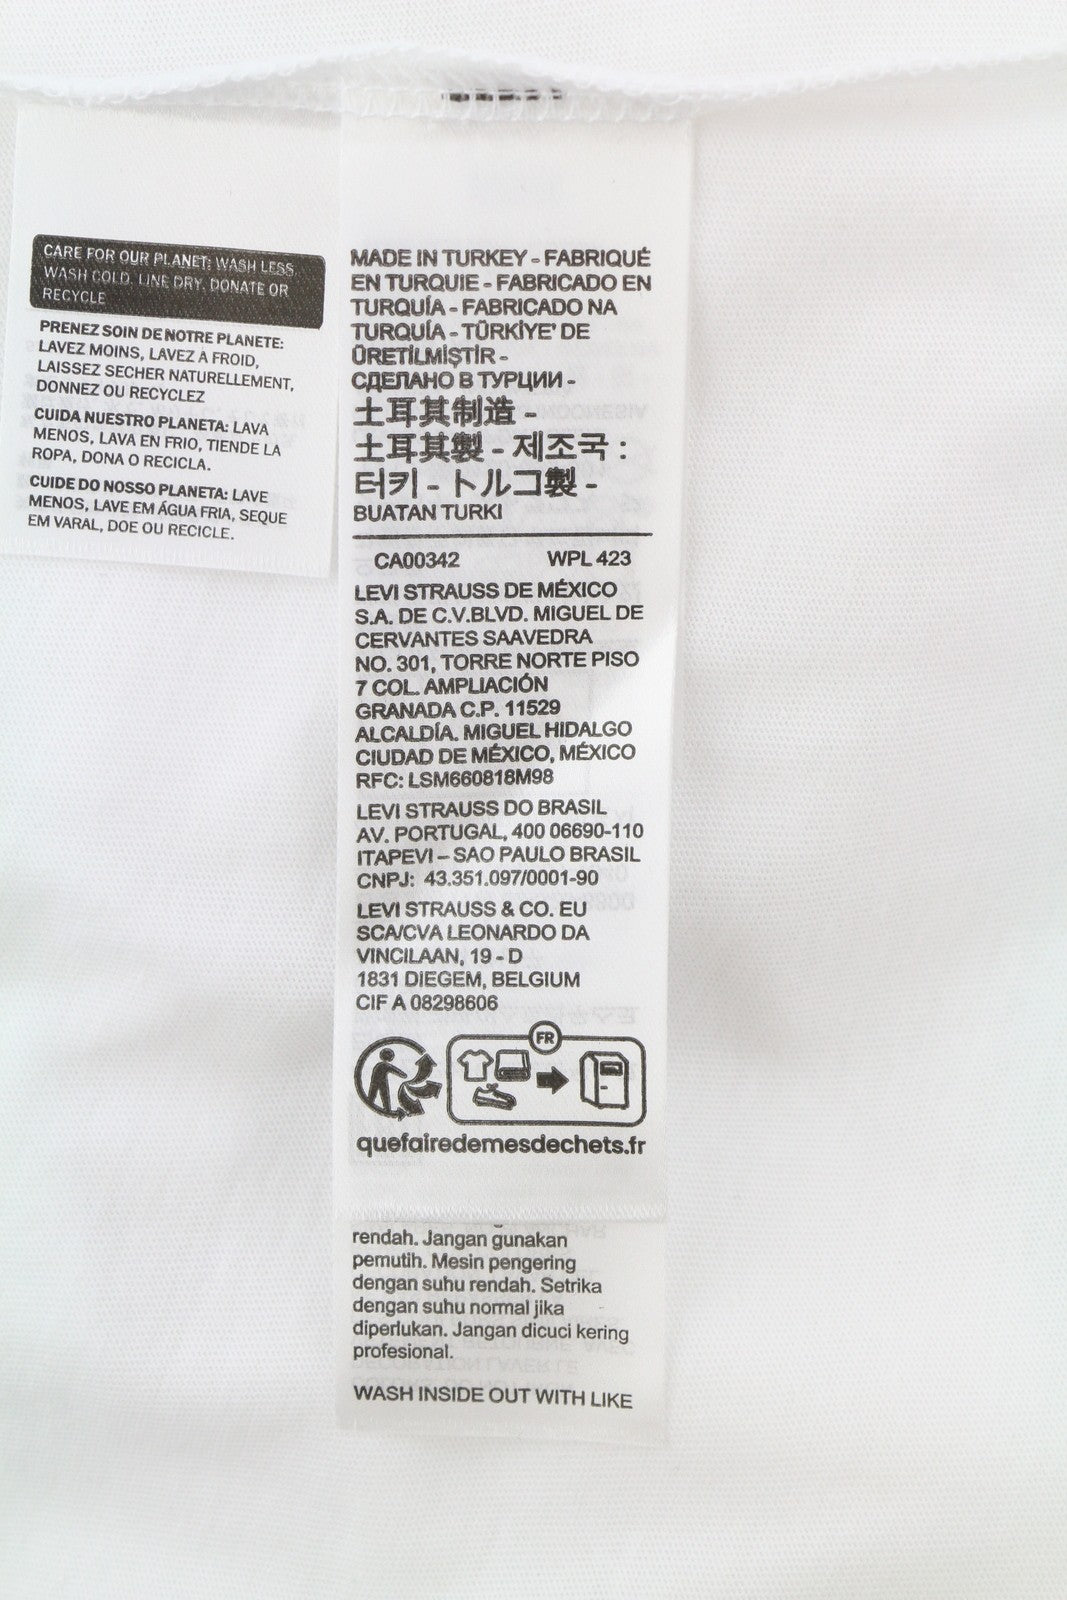 CARE FOR OUR PLANET: WASH LESS,
WASH COLD, LINE DRY, DONATE OR
RECYCLE
PRENEZ SOIN DE NOTRE PLANETE:
LAVEZ MOINS, LAVEZ À FROID,
LAISSEZ SECHER NATURELLEMENT,
DONNEZ OU RECYCLEZ
CUIDA NUESTRO PLANETA: LAVA
MENOS, LAVA EN FRIO, TIENDE LA
ROPA, DONA O RECICLA.
CUIDE DO NOSSO PLANETA: LAVE
MENOS, LAVE EM ÁGUA FRIA, SEQUE
EM VARAL, DOE OU RECICLE.
MADE IN TURKEY - FABRIQUÉ
EN TURQUIE - FABRICADO EN
TURQUÍA - FABRICADO NA
TURQUÍA - TÜRKİYE' DE
ÜRETİLMİŞTİR -
СДЕЛАНО В ТУРЦИИ -
土耳其制造 -
土耳其製 - 제조국 :
터키 - トルコ製 -
BUATAN TURKI
CA00342 WPL 423
LEVI STRAUSS DE MÉXICO
S.A. DE C.V.BLVD. MIGUEL DE
CERVANTES SAAVEDRA
NO. 301, TORRE NORTE PISO
7 COL. AMPLIACIÓN
GRANADA C.P. 11529
ALCALDÍA. MIGUEL HIDALGO
CIUDAD DE MÉXICO, MÉXICO
RFC: LSM660818M98
LEVI STRAUSS DO BRASIL
AV. PORTUGAL, 400 06690-110
ITAPEVI – SAO PAULO BRASIL
CNPJ: 43.351.097/0001-90
LEVI STRAUSS & CO. EU
SCA/CVA LEONARDO DA
VINCILAAN, 19 - D
1831 DIEGEM, BELGIUM
CIF A 08298606
FR
quefairedemesdechets.fr
rendah. Jangan gunakan
pemutih. Mesin pengering
dengan suhu rendah. Setrika
dengan suhu normal jika
diperlukan. Jangan dicuci kering
profesional.
WASH INSIDE OUT WITH LIKE